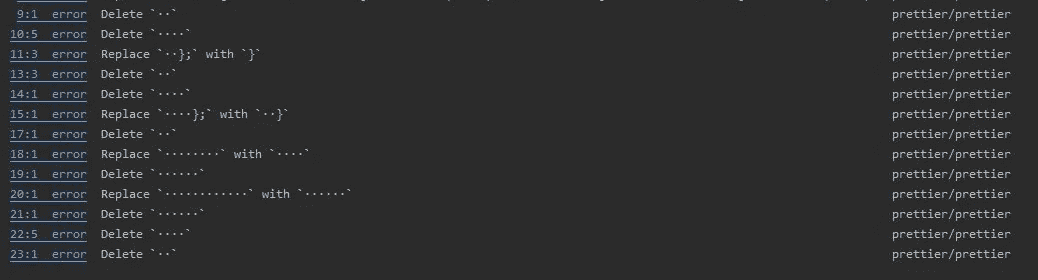 9:1 error Delete `··` prettier/prettier
10:5 error Delete `····` prettier/prettier
11:3 error Replace `··};` with `}` prettier/prettier
13:3 error Delete `··` prettier/prettier
14:1 error Delete `····` prettier/prettier
15:1 error Replace `····};` with `··}` prettier/prettier
17:1 error Delete `··` prettier/prettier
18:1 error Replace `········` with `····` prettier/prettier
19:1 error Delete `······` prettier/prettier
20:1 error Replace `············` with `······` prettier/prettier
21:1 error Delete `······` prettier/prettier
22:5 error Delete `····` prettier/prettier
23:1 error Delete `··` prettier/prettier